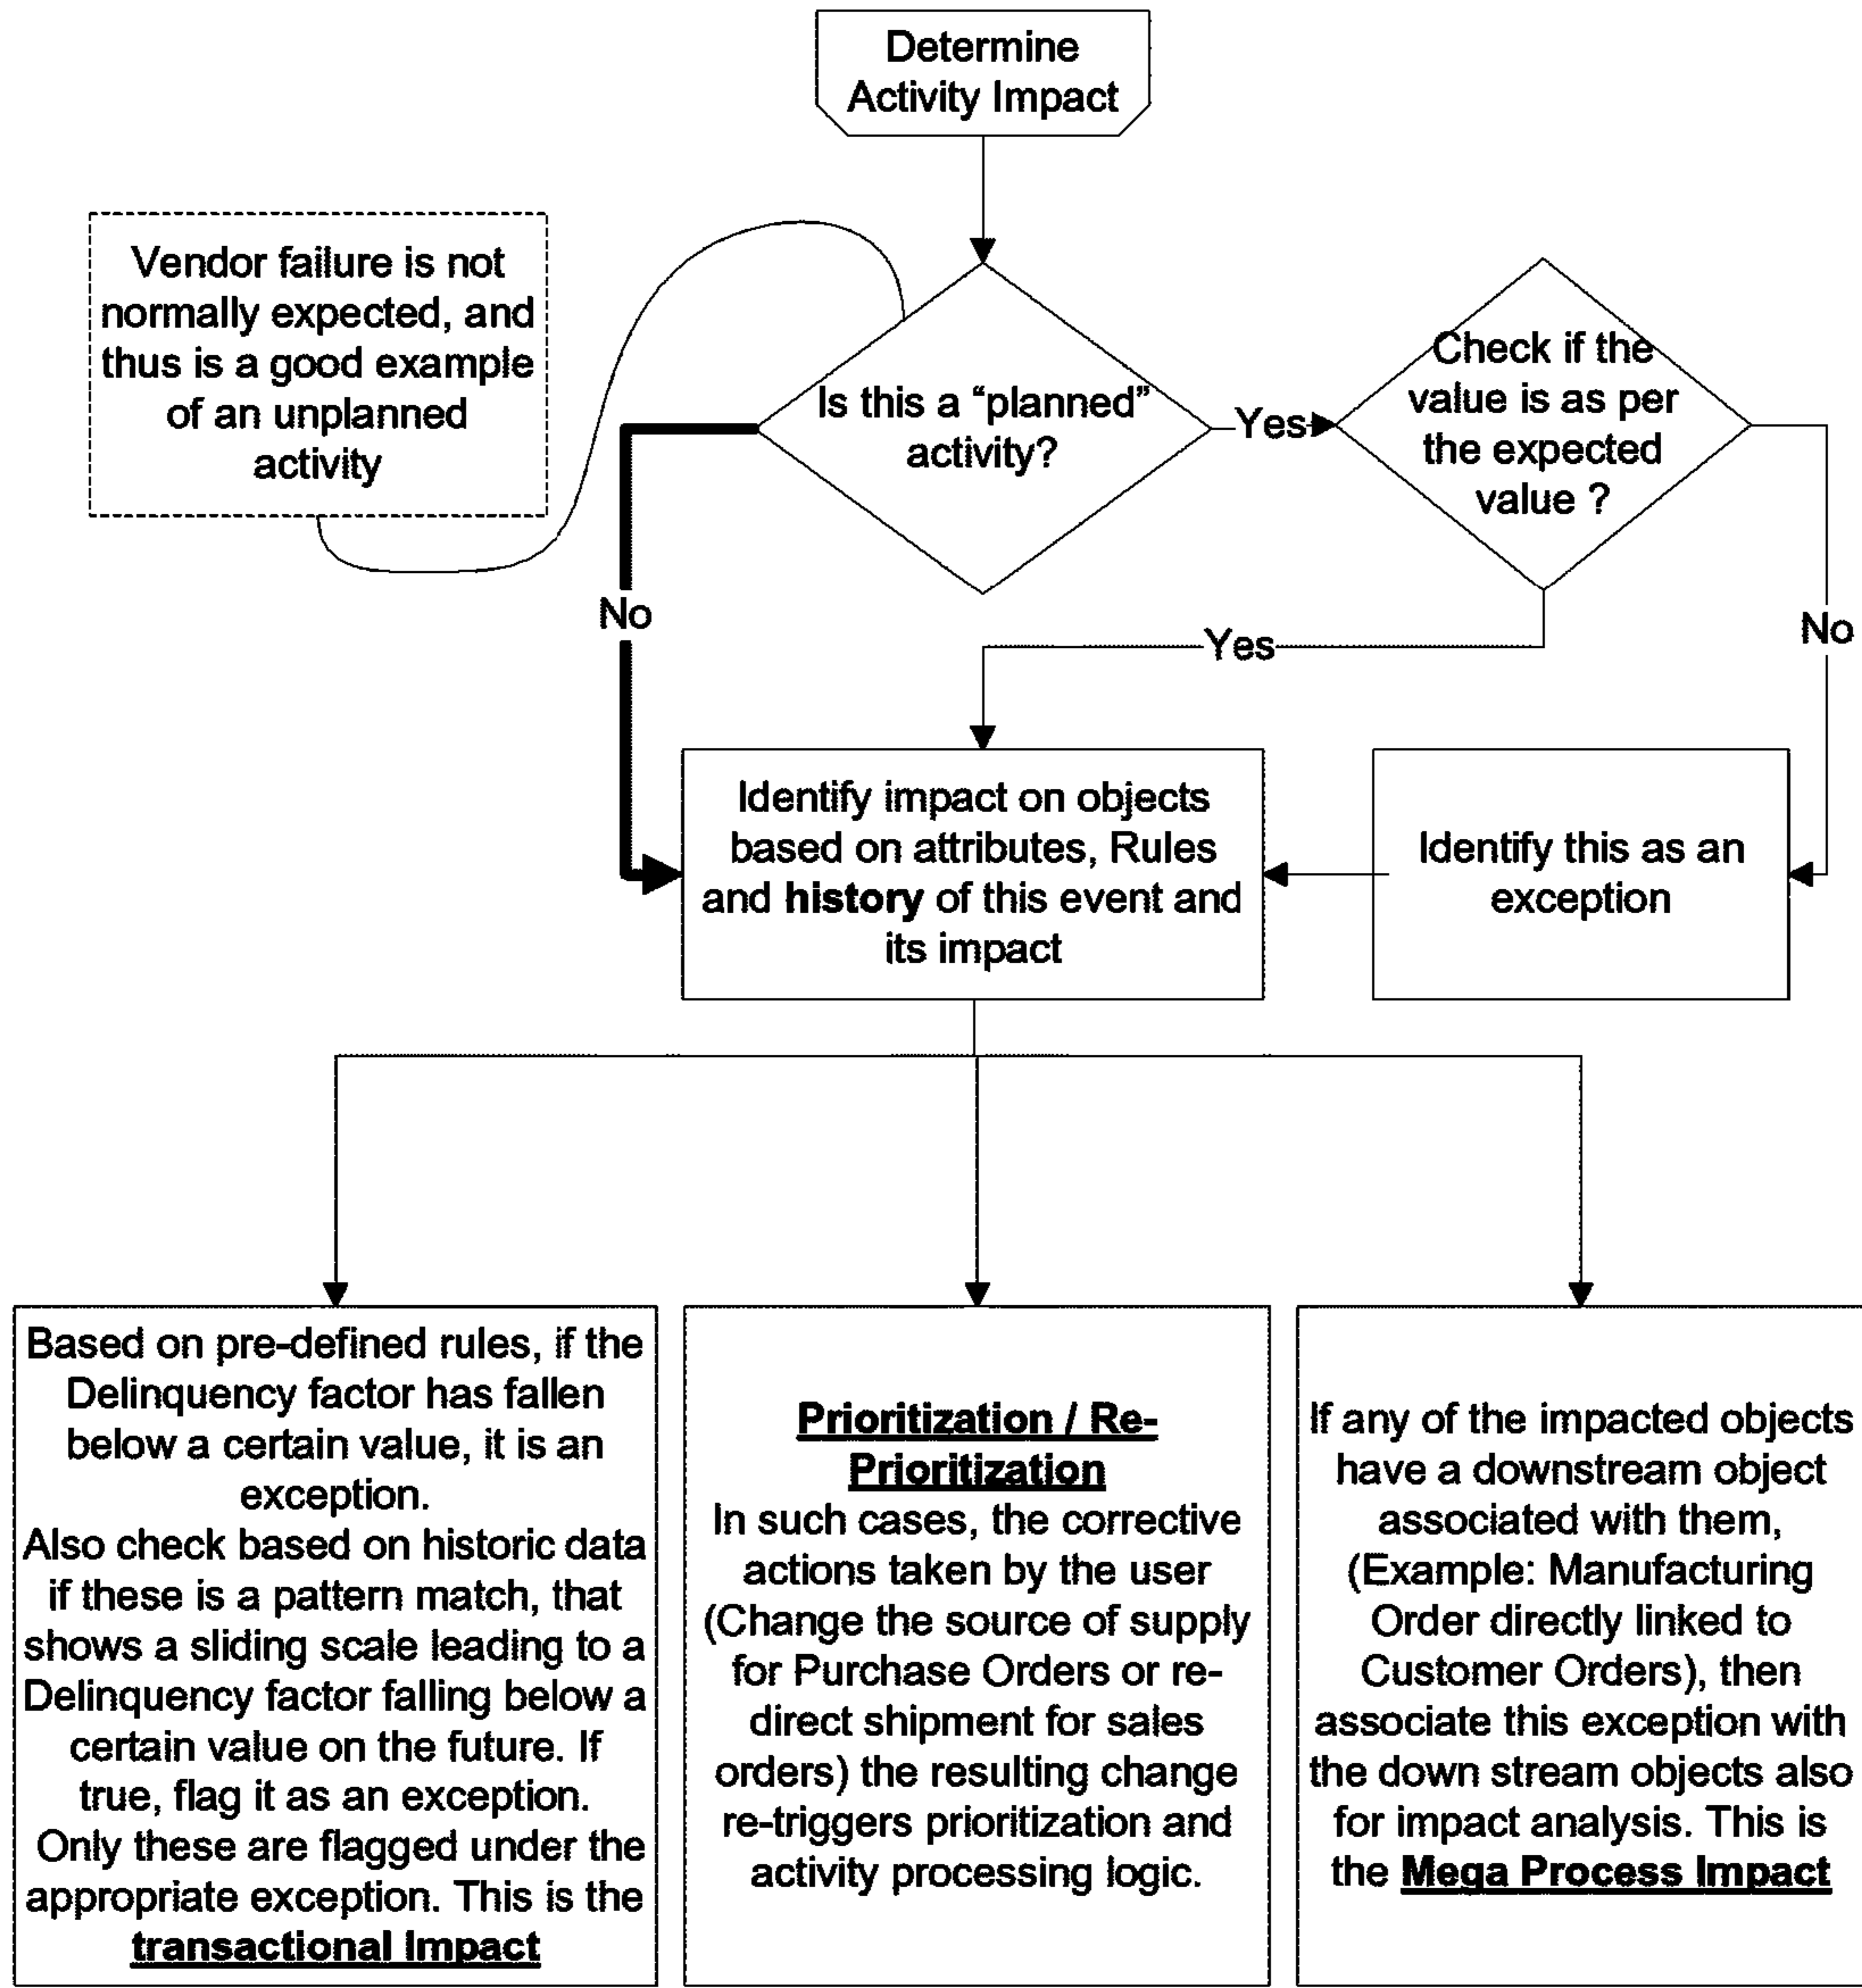 Determine
Activity Impact
Vendor failure is not
normally expected, and
thus is a good example
of an unplanned
activity
Is this a “planned”
activity?
Yes
Check if the
value is as per
the expected
value ?
No
Yes
No
Identify impact on objects
based on attributes, Rules
and history of this event and
its impact
Identify this as an
exception
Based on pre-defined rules, if the
Delinquency factor has fallen
below a certain value, it is an
exception.
Also check based on historic data
if these is a pattern match, that
shows a sliding scale leading to a
Delinquency factor falling below a
certain value on the future. If
true, flag it as an exception.
Only these are flagged under the
appropriate exception. This is the
transactional Impact
Prioritization / Re-
Prioritization
In such cases, the corrective
actions taken by the user
(Change the source of supply
for Purchase Orders or re-
direct shipment for sales
orders) the resulting change
re-triggers prioritization and
activity processing logic.
If any of the impacted objects
have a downstream object
associated with them,
(Example: Manufacturing
Order directly linked to
Customer Orders), then
associate this exception with
the down stream objects also
for impact analysis. This is
the Mega Process Impact